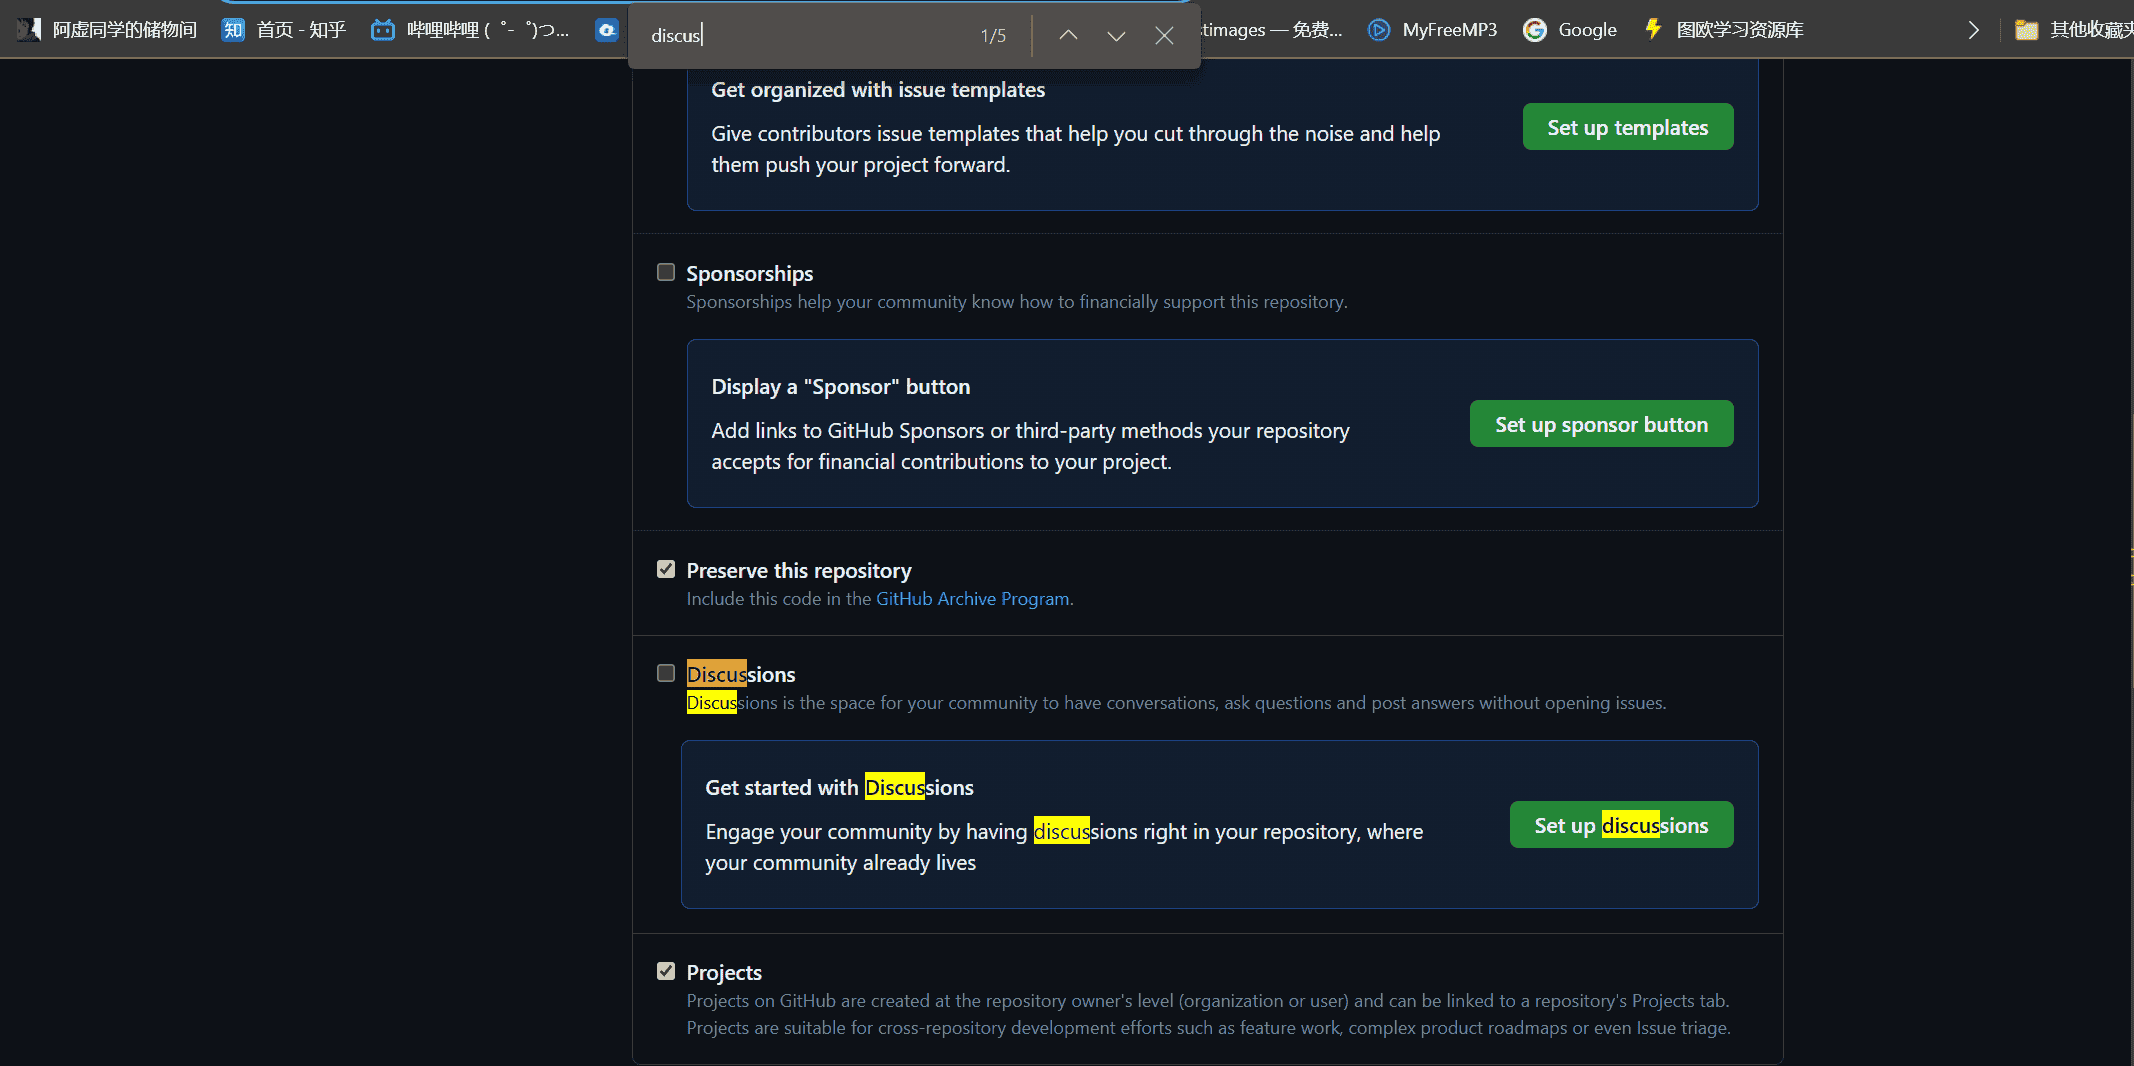 阿虚同学的储物间
知 首页 - 知乎
哔哩哔哩 ( ゜- ゜)つ...
discus
1/5
timages — 免费...
MyFreeMP3
Google
图欧学习资源库
其他收藏夹
Get organized with issue templates
Give contributors issue templates that help you cut through the noise and help
them push your project forward.
Set up templates
Sponsorships
Sponsorships help your community know how to financially support this repository.
Display a "Sponsor" button
Add links to GitHub Sponsors or third-party methods your repository
accepts for financial contributions to your project.
Set up sponsor button
Preserve this repository
Include this code in the GitHub Archive Program.
Discussions
Discussions is the space for your community to have conversations, ask questions and post answers without opening issues.
Get started with Discussions
Engage your community by having discussions right in your repository, where
your community already lives
Set up discussions
Projects
Projects on GitHub are created at the repository owner's level (organization or user) and can be linked to a repository's Projects tab.
Projects are suitable for cross-repository development efforts such as feature work, complex product roadmaps or even Issue triage.